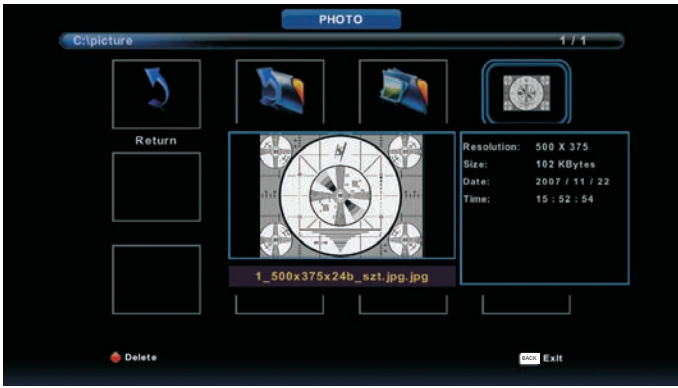 PHOTO
C:\picture 1 / 1
Return
Resolution: 500 X 375
Size: 102 KBytes
Date: 2007 / 11 / 22
Time: 15 : 52 : 54
1_500x375x24b_szt.jpg.jpg
Delete BACK Exit